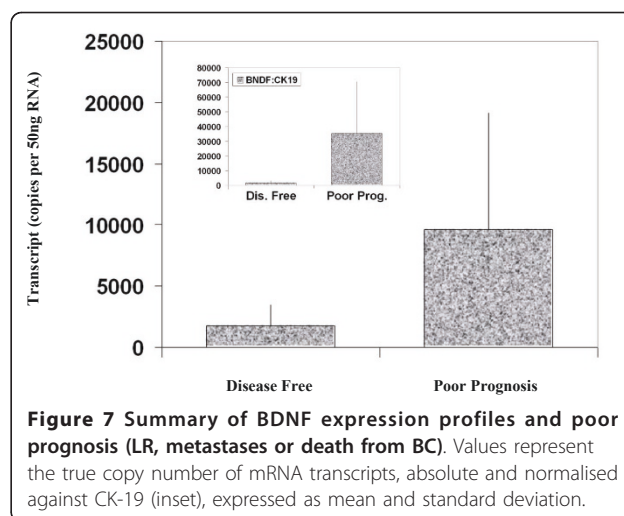 25000
20000
15000
10000
5000
0
Transcript (copies per 50ng RNA)
80000
70000
60000
50000
40000
30000
20000
10000
0
BNDF:CK19
Dis. Free
Poor Prog.
Disease Free
Poor Prognosis
Figure 7 Summary of BDNF expression profiles and poor
prognosis (LR, metastases or death from BC). Values represent
the true copy number of mRNA transcripts, absolute and normalised
against CK-19 (inset), expressed as mean and standard deviation.